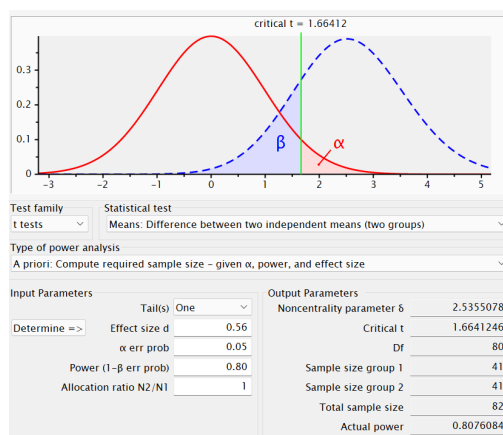 critical t = 1.66412
0.3
0.2
0.1
0
β
α
-3 -2 -1 0 1 2 3 4 5
Test family Statistical test
t tests Means: Difference between two independent means (two groups)
Type of power analysis
A priori: Compute required sample size - given α, power, and effect size
Input Parameters Output Parameters
Tail(s) One Noncentrality parameter δ 2.5355078
Determine => Effect size d 0.56 Critical t 1.6641246
α err prob 0.05 Df 80
Power (1-β err prob) 0.80 Sample size group 1 41
Allocation ratio N2/N1 1 Sample size group 2 41
Total sample size 82
Actual power 0.8076084